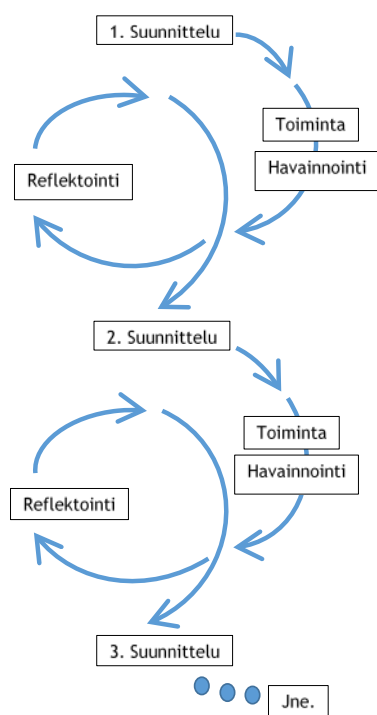 1. Suunnittelu
Toiminta
Havainnointi
Reflektointi
2. Suunnittelu
Toiminta
Havainnointi
Reflektointi
3. Suunnittelu
Jne.